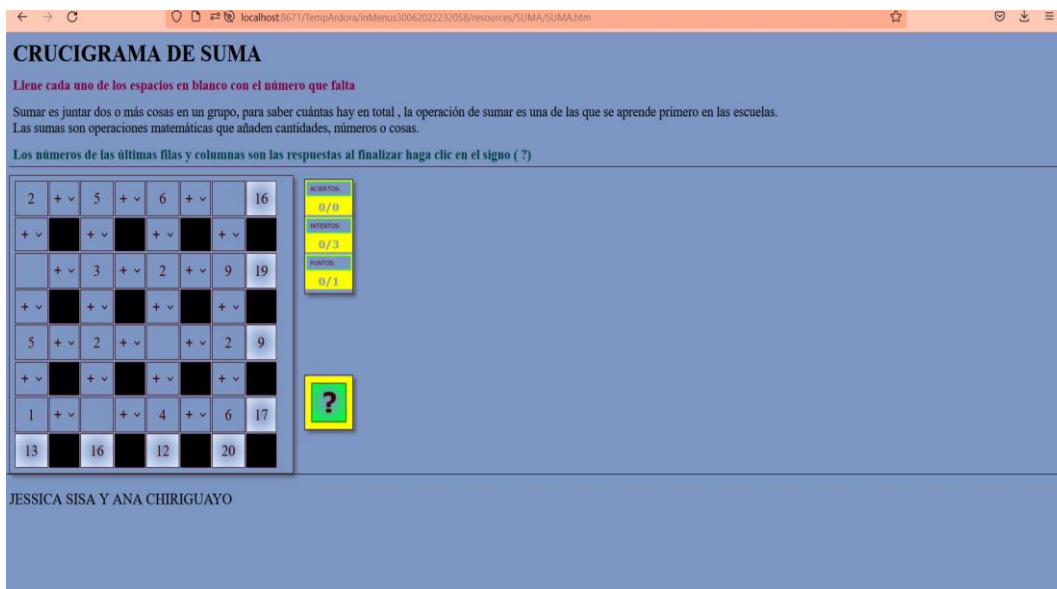 localhost:8671/TempArdora/inMenus30062022232058/resources/SUMA/SUMA.htm
CRUCIGRAMA DE SUMA
Llene cada uno de los espacios en blanco con el número que falta
Sumar es juntar dos o más cosas en un grupo, para saber cuántas hay en total , la operación de sumar es una de las que se aprende primero en las escuelas.
Las sumas son operaciones matemáticas que añaden cantidades, números o cosas.
Los números de las últimas filas y columnas son las respuestas al finalizar haga clic en el signo ( ?)
2 + 5 + 6 + 16
+ + + +
+ 3 + 2 + 9 19
+ + + +
5 + 2 + + 2 9
+ + + +
1 + + 4 + 6 17
13 16 12 20
ACIERTOS:
0/0
INTENTOS:
0/3
PUNTOS:
0/1
?
JESSICA SISA Y ANA CHIRIGUAYO